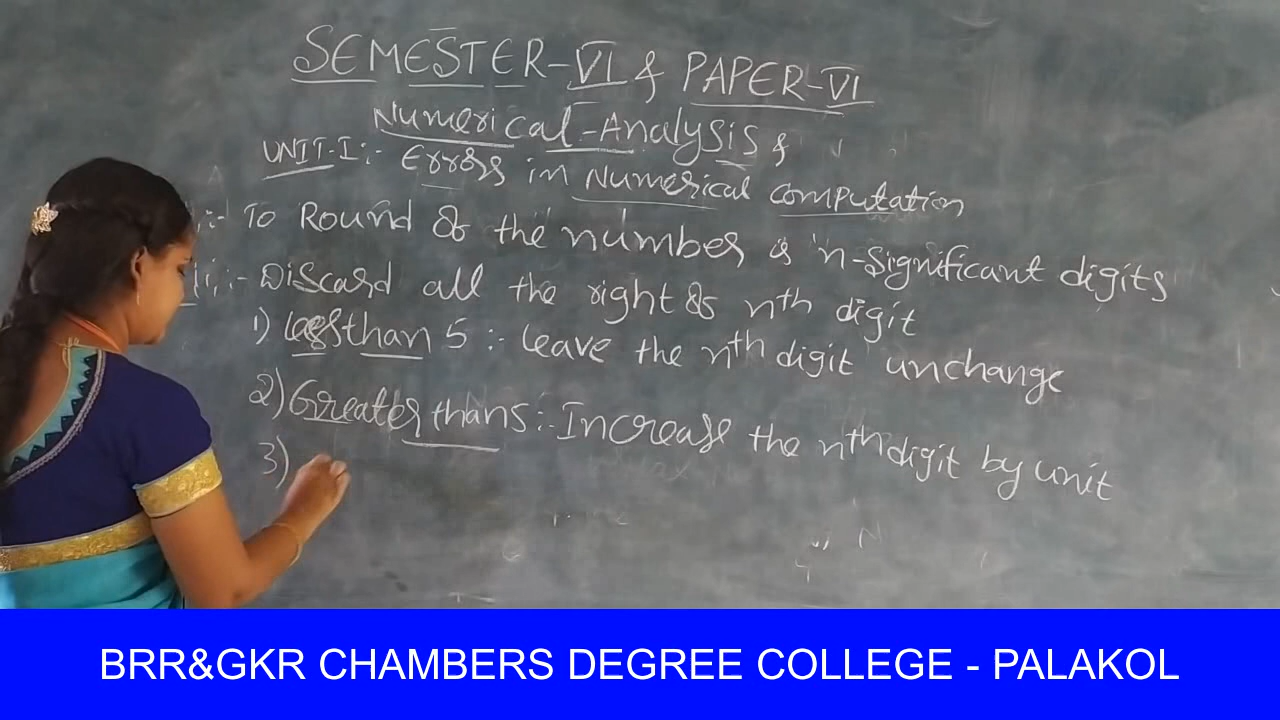 SEMESTER-VI & PAPER-VI
Numerical-Analysis &
UNIT-I:- Errors in Numerical computation
:- To Round of the number is n-significant digits
:- Discard all the right of nth digit
1) Less than 5:- Leave the nth digit unchange
2) Greater than 5:- Increase the nth digit by unit
3)
BRR&GKR CHAMBERS DEGREE COLLEGE - PALAKOL